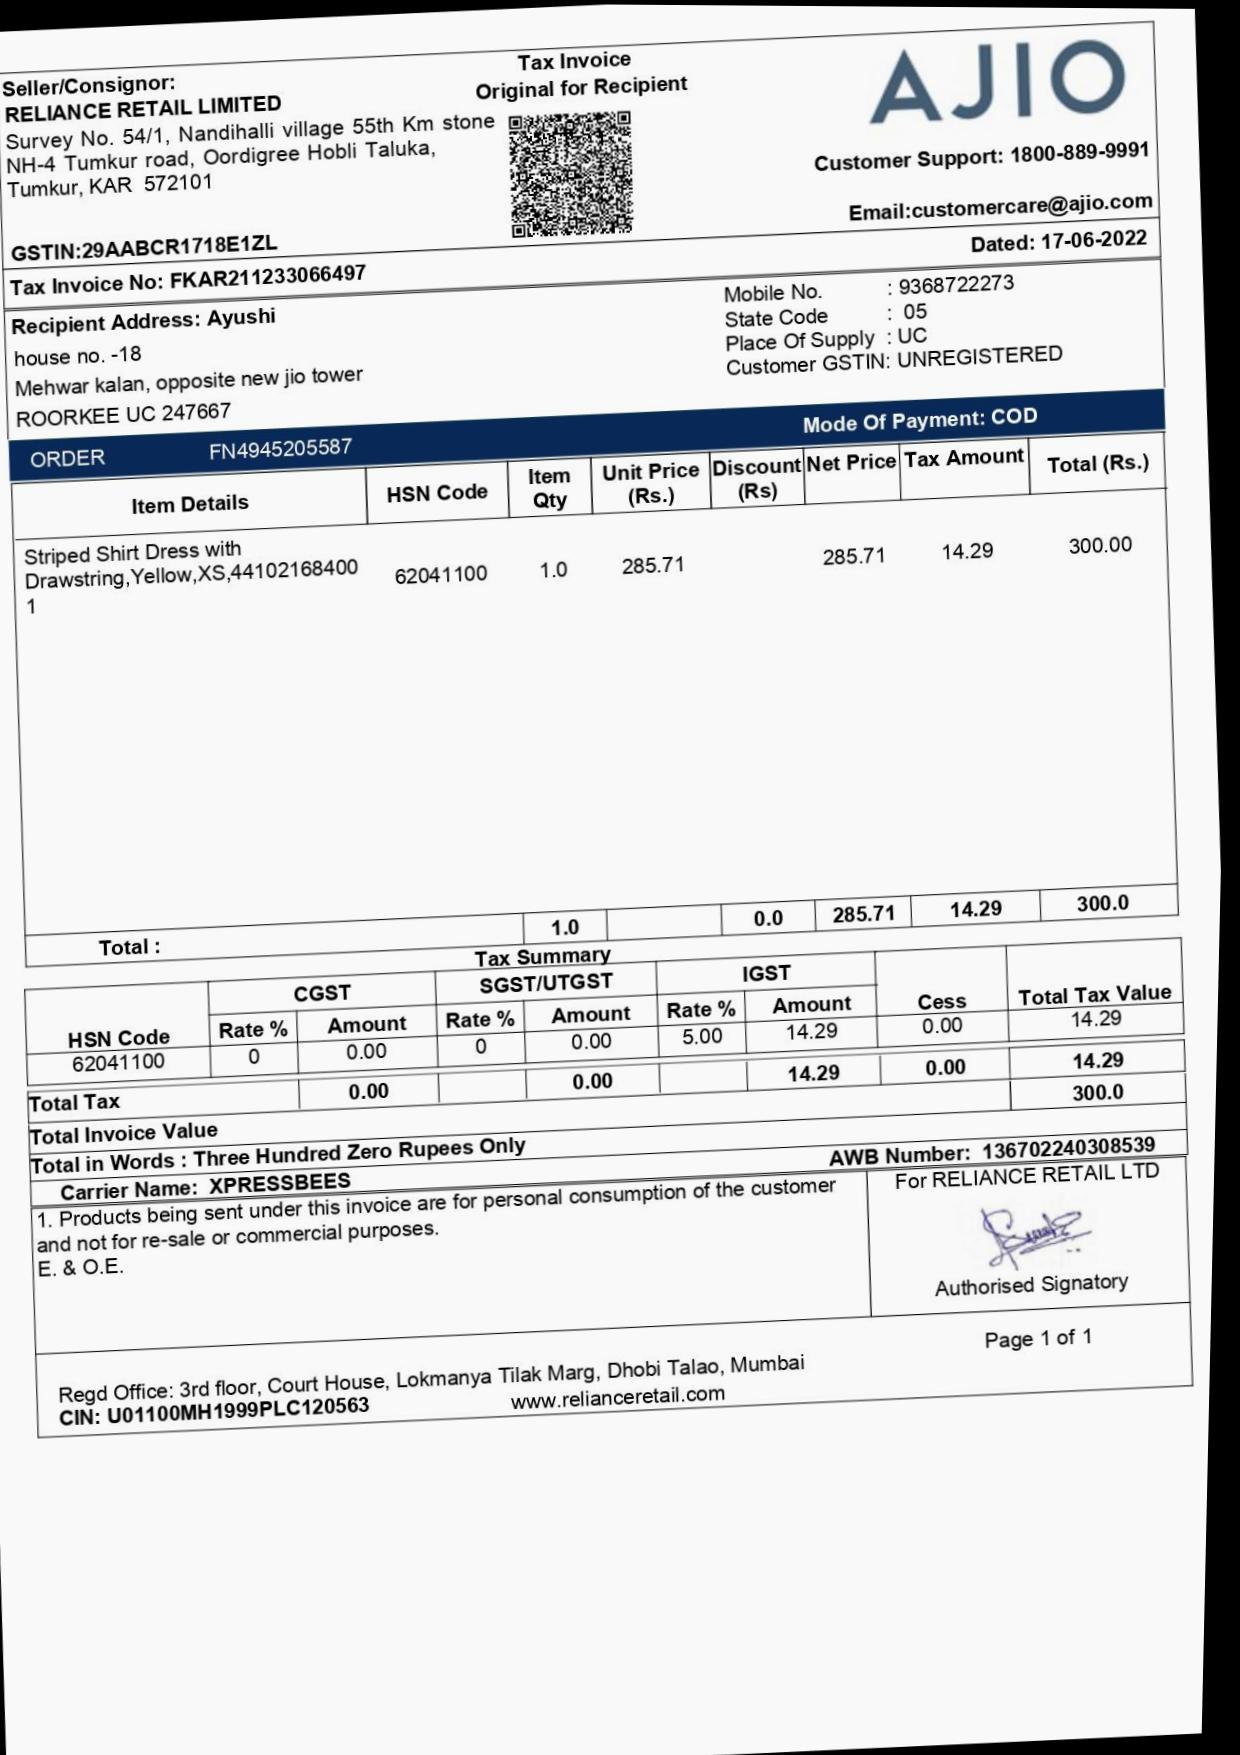 Tax Invoice
Original for Recipient
AJIO
Seller/Consignor:
RELIANCE RETAIL LIMITED
Survey No. 54/1, Nandihalli village 55th Km stone
NH-4 Tumkur road, Oordigree Hobli Taluka,
Tumkur, KAR 572101
Customer Support: 1800-889-9991
Email:customercare@ajio.com
GSTIN:29AABCR1718E1ZL
Dated: 17-06-2022
Tax Invoice No: FKAR211233066497
Recipient Address: Ayushi
house no. -18
Mehwar kalan, opposite new jio tower
ROORKEE UC 247667
Mobile No. : 9368722273
State Code : 05
Place Of Supply : UC
Customer GSTIN: UNREGISTERED
ORDER FN4945205587 Mode Of Payment: COD
Item Details HSN Code Item Qty Unit Price (Rs.) Discount (Rs) Net Price Tax Amount Total (Rs.)
Striped Shirt Dress with
Drawstring,Yellow,XS,44102168400 62041100 1.0 285.71 285.71 14.29 300.00
1
Total : 1.0 0.0 285.71 14.29 300.0
Tax Summary
CGST SGST/UTGST IGST
HSN Code Rate % Amount Rate % Amount Rate % Amount Cess Total Tax Value
62041100 0 0.00 0 0.00 5.00 14.29 0.00 14.29
Total Tax 0.00 0.00 14.29 0.00 14.29
Total Invoice Value 300.0
Total in Words : Three Hundred Zero Rupees Only
Carrier Name: XPRESSBEES AWB Number: 136702240308539
1. Products being sent under this invoice are for personal consumption of the customer
and not for re-sale or commercial purposes.
E. & O.E.
For RELIANCE RETAIL LTD
Authorised Signatory
Page 1 of 1
Regd Office: 3rd floor, Court House, Lokmanya Tilak Marg, Dhobi Talao, Mumbai
CIN: U01100MH1999PLC120563 www.relianceretail.com